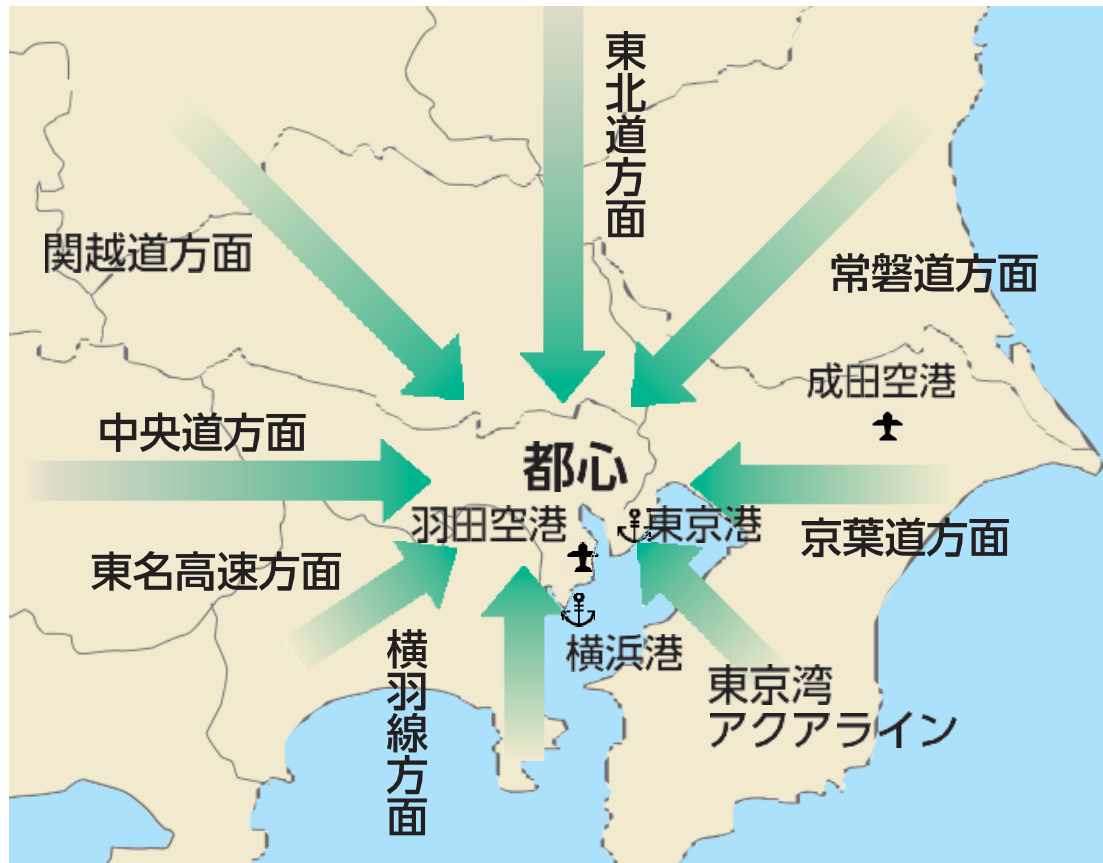 東北道方面
関越道方面
常磐道方面
成田空港
中央道方面
都心
羽田空港
東京港
京葉道方面
東名高速方面
横羽線方面
横浜港
東京湾
アクアライン